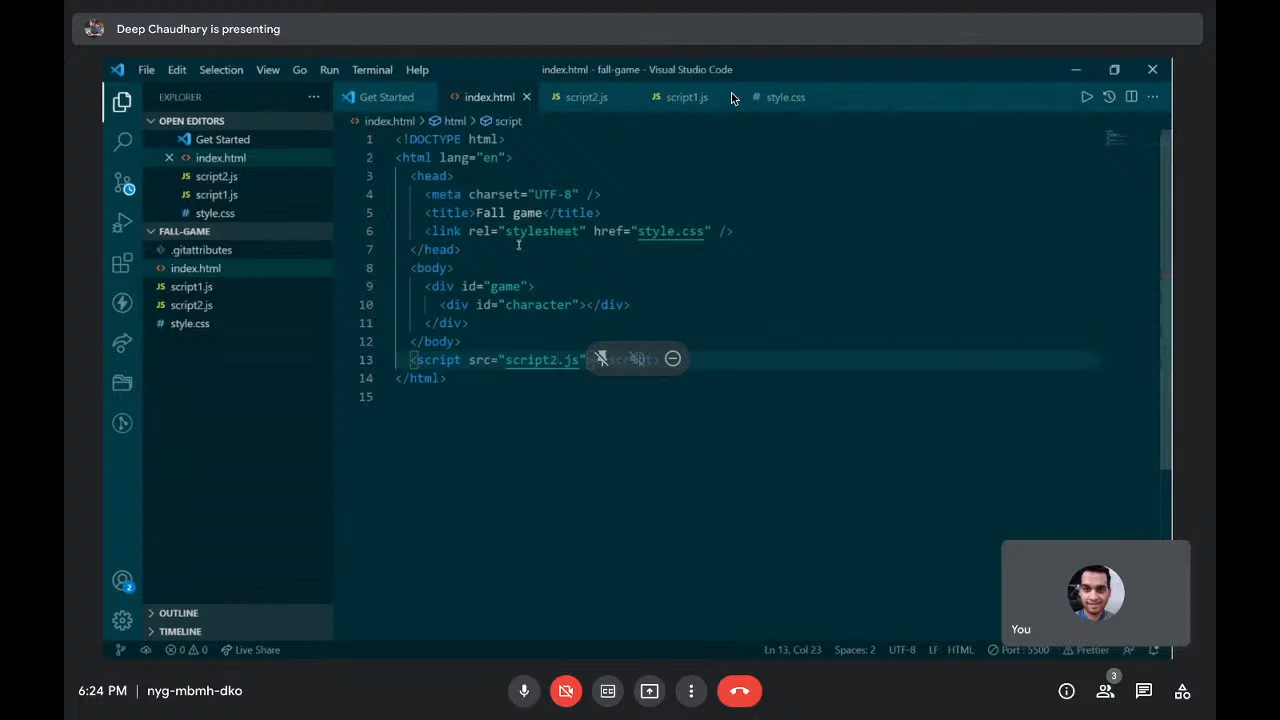 Deep Chaudhary is presenting
File Edit Selection View Go Run Terminal Help
index.html - fall-game - Visual Studio Code
EXPLORER
Get Started
index.html
script2.js
script1.js
style.css
OPEN EDITORS
Get Started
index.html
script2.js
script1.js
style.css
FALL-GAME
.gitattributes
index.html
script1.js
script2.js
style.css
OUTLINE
TIMELINE
index.html > html > script
1 <!DOCTYPE html>
2 <html lang="en">
3 <head>
4 <meta charset="UTF-8" />
5 <title>Fall game</title>
6 <link rel="stylesheet" href="style.css" />
7 </head>
8 <body>
9 <div id="game">
10 <div id="character"></div>
11 </div>
12 </body>
13 <script src="script2.js"
14 </html>
15
2
You
0 0 Live Share
Ln 13, Col 23 Spaces: 2 UTF-8 LF HTML Port : 5500 Prettier
6:24 PM | nyg-mbmh-dko
3